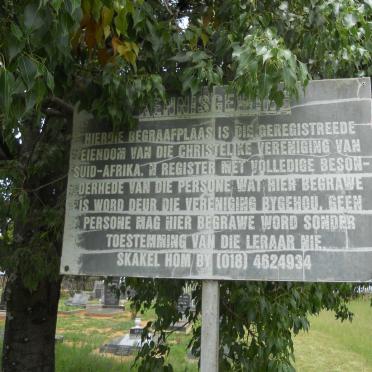 KENNISGEWING
HIERDIE BEGRAAFPLAAS IS DIE GEREGISTREERDE
EIENDOM VAN DIE CHRISTELIKE VERENIGING VAN
SUID-AFRIKA. 'N REGISTER MET VOLLEDIGE BESON-
DERHEDE VAN DIE PERSONE WAT HIER BEGRAWE
IS WORD DEUR DIE VERENIGING BYGEHOU. GEEN
PERSONE MAG HIER BEGRAWE WORD SONDER
TOESTEMMING VAN DIE LERAAR NIE.
SKAKEL HOM BY (018) 4624934